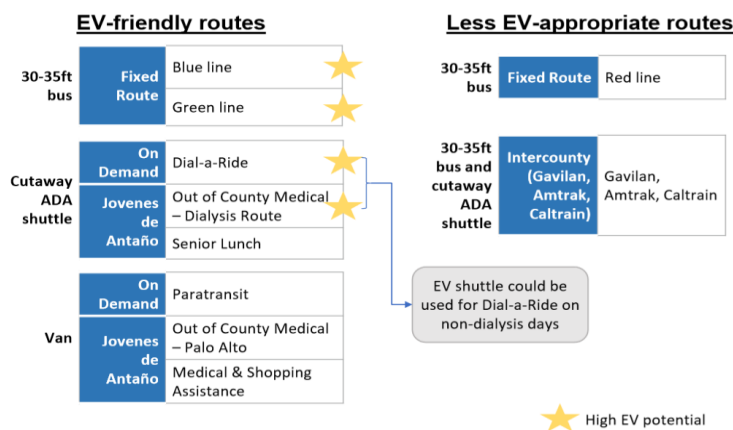 EV-friendly routes
30-35ft
bus
Fixed
Route
Blue line
Green line
Cutaway
ADA
shuttle
On
Demand
Dial-a-Ride
Jovenes
de
Antaño
Out of County Medical
– Dialysis Route
Senior Lunch
Van
On
Demand
Paratransit
Jovenes
de
Antaño
Out of County Medical
– Palo Alto
Medical & Shopping
Assistance
Less EV-appropriate routes
30-35ft
bus
Fixed Route
Red line
30-35ft
bus and
cutaway
ADA
shuttle
Intercounty
(Gavilan,
Amtrak,
Caltrain)
Gavilan,
Amtrak, Caltrain
EV shuttle could be
used for Dial-a-Ride on
non-dialysis days
High EV potential